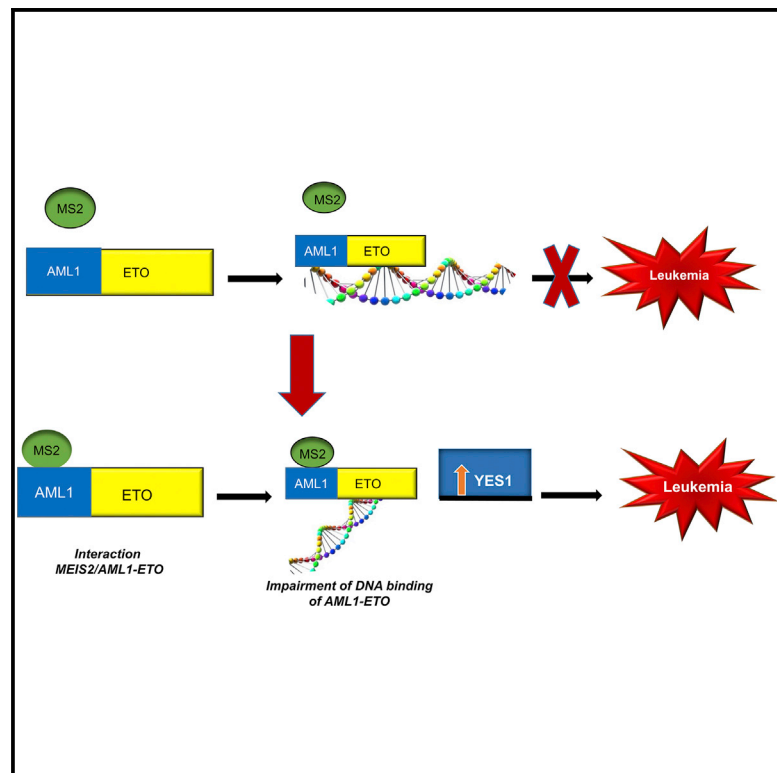 MS2
AML1
ETO
MS2
AML1
ETO
Leukemia
MS2
AML1
ETO
Interaction
MEIS2/AML1-ETO
MS2
AML1
ETO
Impairment of DNA binding
of AML1-ETO
YES1
Leukemia